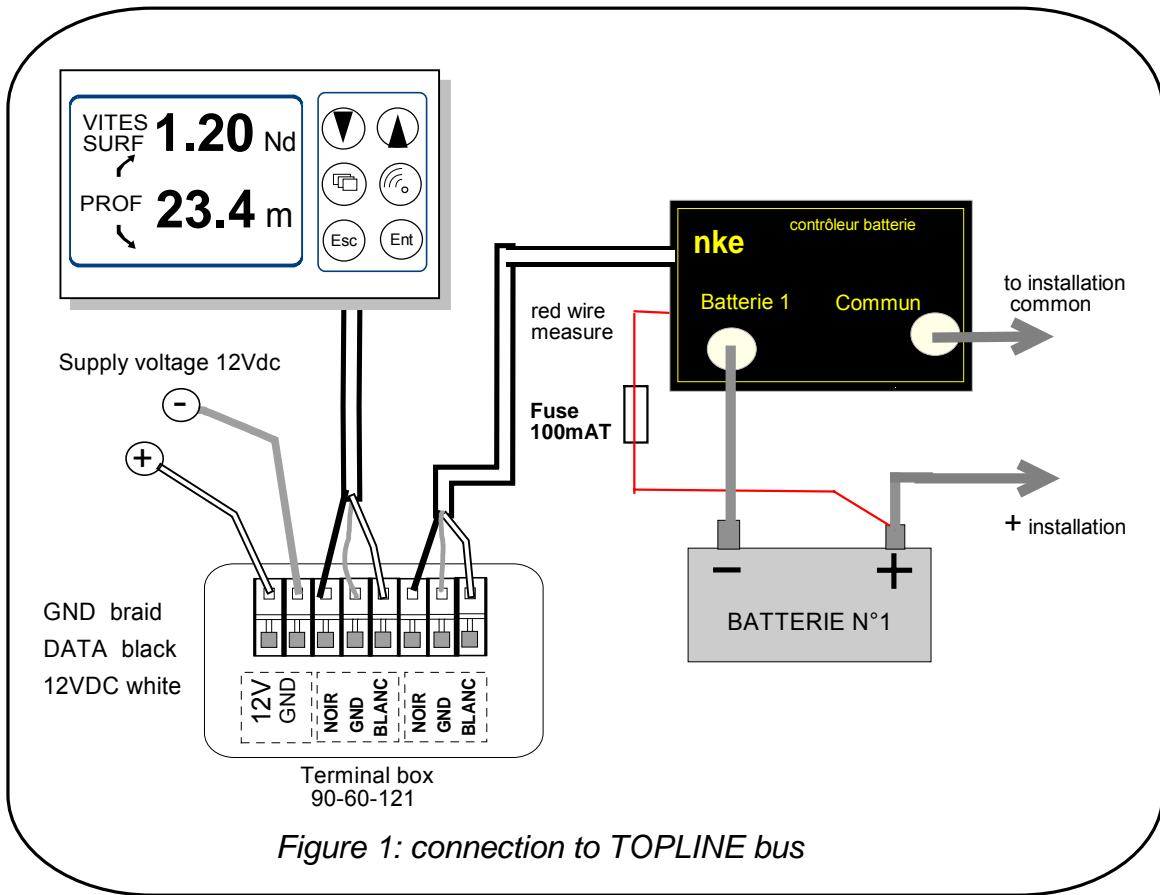 VITES
SURF 1.20 Nd
PROF 23.4 m
Esc Ent
nke
contrôleur batterie
Batterie 1 Commun
to installation
common
red wire
measure
Supply voltage 12Vdc
-
+
Fuse
100mAT
+ installation
− +
BATTERIE N°1
GND braid
DATA black
12VDC white
12V
GND
NOIR
GND
BLANC
NOIR
GND
BLANC
Terminal box
90-60-121
Figure 1: connection to TOPLINE bus